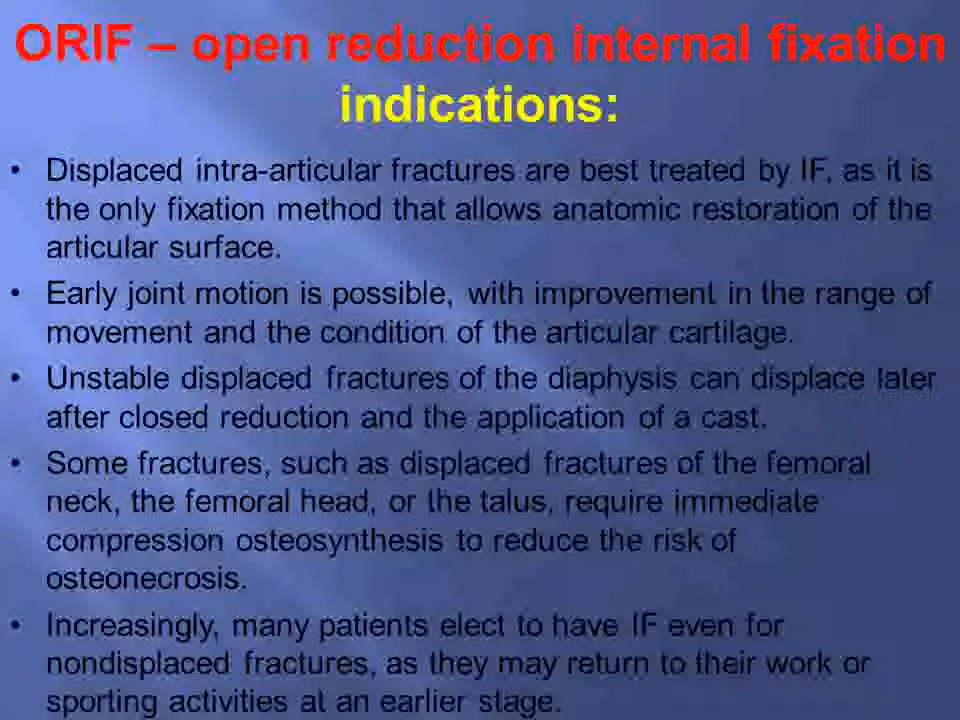 ORIF – open reduction internal fixation
indications:
• Displaced intra-articular fractures are best treated by IF, as it is
the only fixation method that allows anatomic restoration of the
articular surface.
• Early joint motion is possible, with improvement in the range of
movement and the condition of the articular cartilage.
• Unstable displaced fractures of the diaphysis can displace later
after closed reduction and the application of a cast.
• Some fractures, such as displaced fractures of the femoral
neck, the femoral head, or the talus, require immediate
compression osteosynthesis to reduce the risk of
osteonecrosis.
• Increasingly, many patients elect to have IF even for
nondisplaced fractures, as they may return to their work or
sporting activities at an earlier stage.